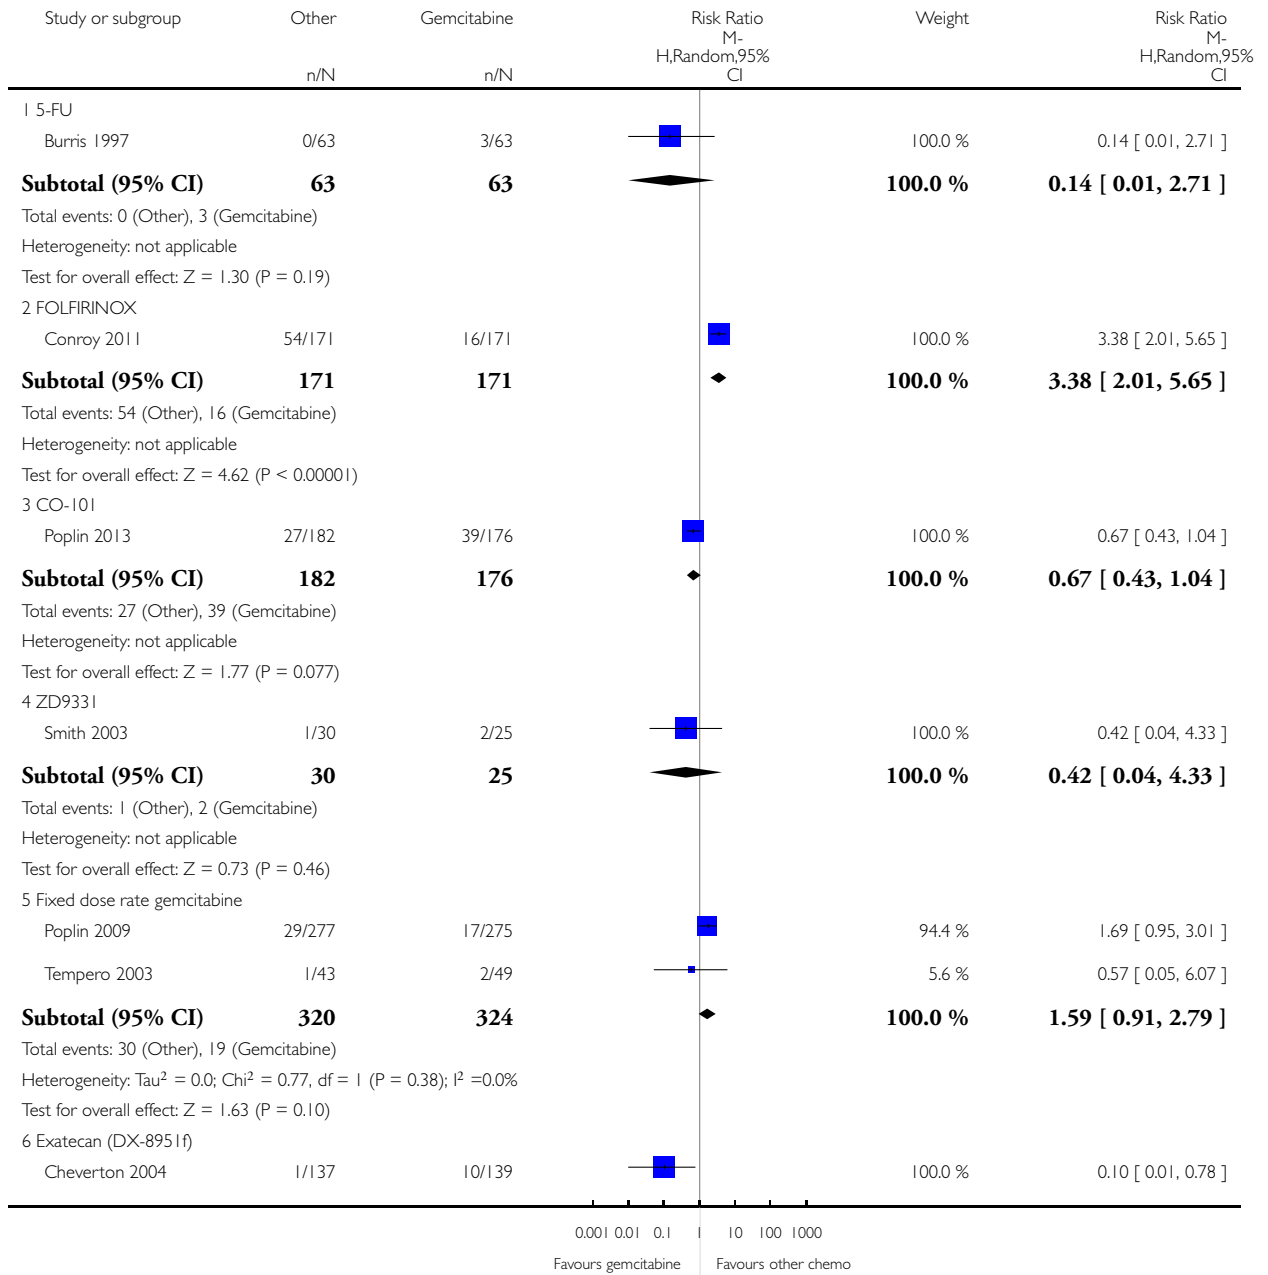 Study or subgroup Other Gemcitabine Risk Ratio Weight Risk Ratio
M- M-
H,Random,95% H,Random,95%
n/N n/N CI CI
1 5-FU
Burris 1997 0/63 3/63 100.0 % 0.14 [ 0.01, 2.71 ]
Subtotal (95% CI) 63 63 100.0 % 0.14 [ 0.01, 2.71 ]
Total events: 0 (Other), 3 (Gemcitabine)
Heterogeneity: not applicable
Test for overall effect: Z = 1.30 (P = 0.19)
2 FOLFIRINOX
Conroy 2011 54/171 16/171 100.0 % 3.38 [ 2.01, 5.65 ]
Subtotal (95% CI) 171 171 100.0 % 3.38 [ 2.01, 5.65 ]
Total events: 54 (Other), 16 (Gemcitabine)
Heterogeneity: not applicable
Test for overall effect: Z = 4.62 (P < 0.00001)
3 CO-101
Poplin 2013 27/182 39/176 100.0 % 0.67 [ 0.43, 1.04 ]
Subtotal (95% CI) 182 176 100.0 % 0.67 [ 0.43, 1.04 ]
Total events: 27 (Other), 39 (Gemcitabine)
Heterogeneity: not applicable
Test for overall effect: Z = 1.77 (P = 0.077)
4 ZD9331
Smith 2003 1/30 2/25 100.0 % 0.42 [ 0.04, 4.33 ]
Subtotal (95% CI) 30 25 100.0 % 0.42 [ 0.04, 4.33 ]
Total events: 1 (Other), 2 (Gemcitabine)
Heterogeneity: not applicable
Test for overall effect: Z = 0.73 (P = 0.46)
5 Fixed dose rate gemcitabine
Poplin 2009 29/277 17/275 94.4 % 1.69 [ 0.95, 3.01 ]
Tempero 2003 1/43 2/49 5.6 % 0.57 [ 0.05, 6.07 ]
Subtotal (95% CI) 320 324 100.0 % 1.59 [ 0.91, 2.79 ]
Total events: 30 (Other), 19 (Gemcitabine)
Heterogeneity: Tau² = 0.0; Chi² = 0.77, df = 1 (P = 0.38); I² =0.0%
Test for overall effect: Z = 1.63 (P = 0.10)
6 Exatecan (DX-8951f)
Cheverton 2004 1/137 10/139 100.0 % 0.10 [ 0.01, 0.78 ]
0.001 0.01 0.1 1 10 100 1000
Favours gemcitabine Favours other chemo